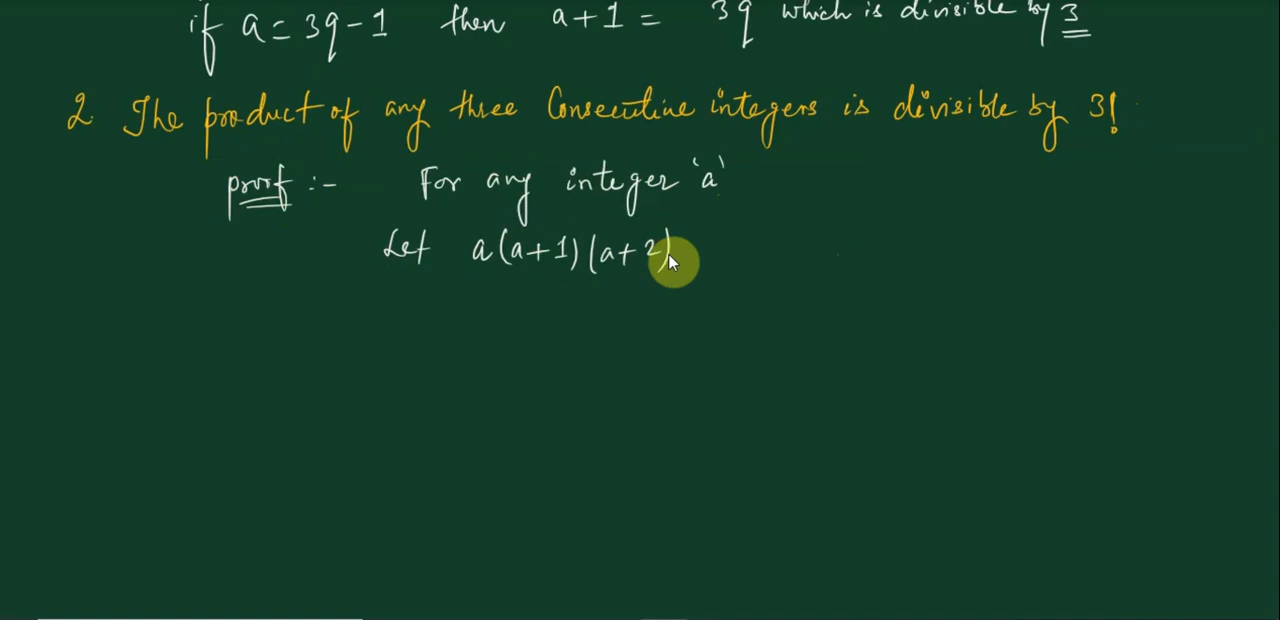 if a = 3q - 1 then a + 1 = 3q which is divisible by 3
2. The product of any three Consecutive integers is divisible by 3!
proof :- For any integer 'a'
Let a(a+1)(a+2)